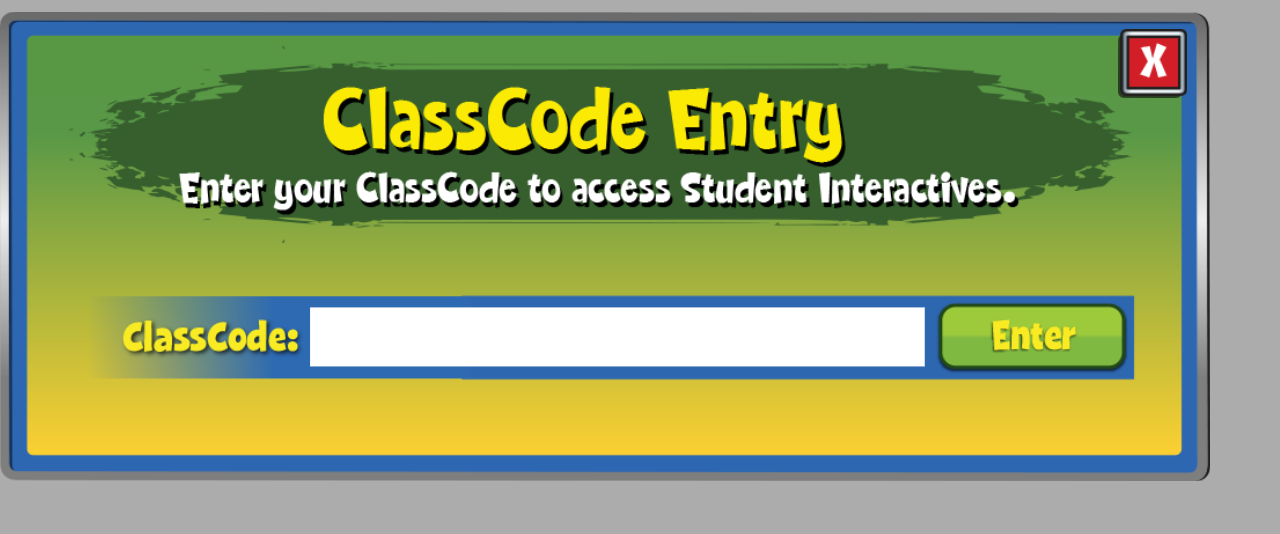 X
ClassCode Entry
Enter your ClassCode to access Student Interactives.
ClassCode:
Enter